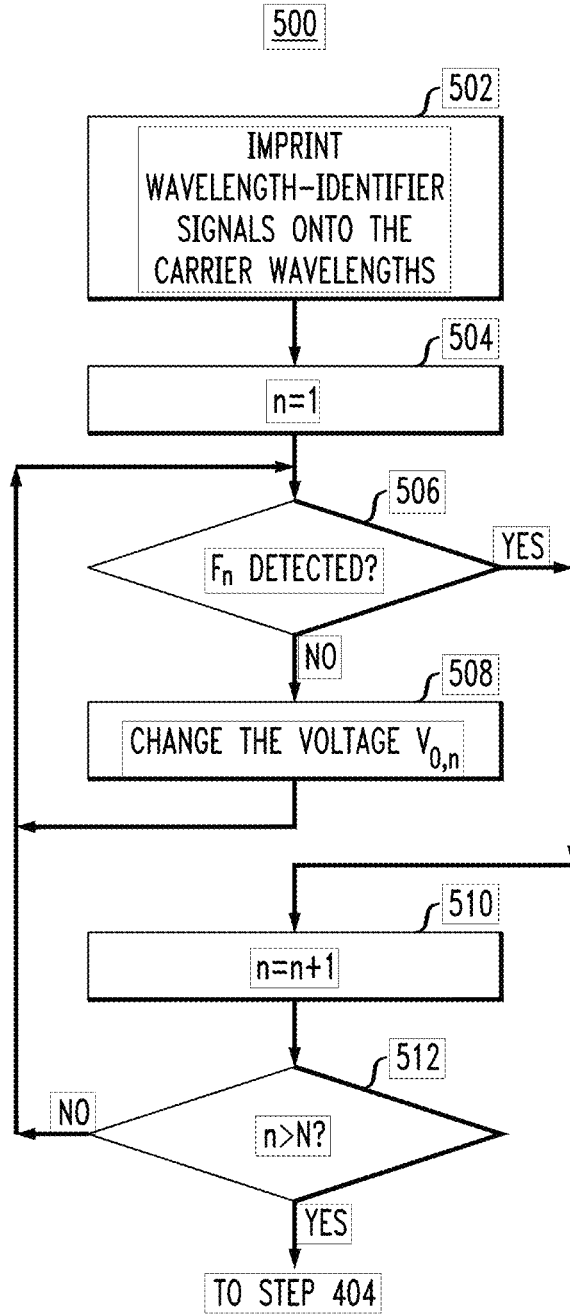 500
502
IMPRINT
WAVELENGTH-IDENTIFIER
SIGNALS ONTO THE
CARRIER WAVELENGTHS
504
n=1
506
Fn DETECTED?
YES
NO
508
CHANGE THE VOLTAGE V0,n
510
n=n+1
512
NO
n>N?
YES
TO STEP 404